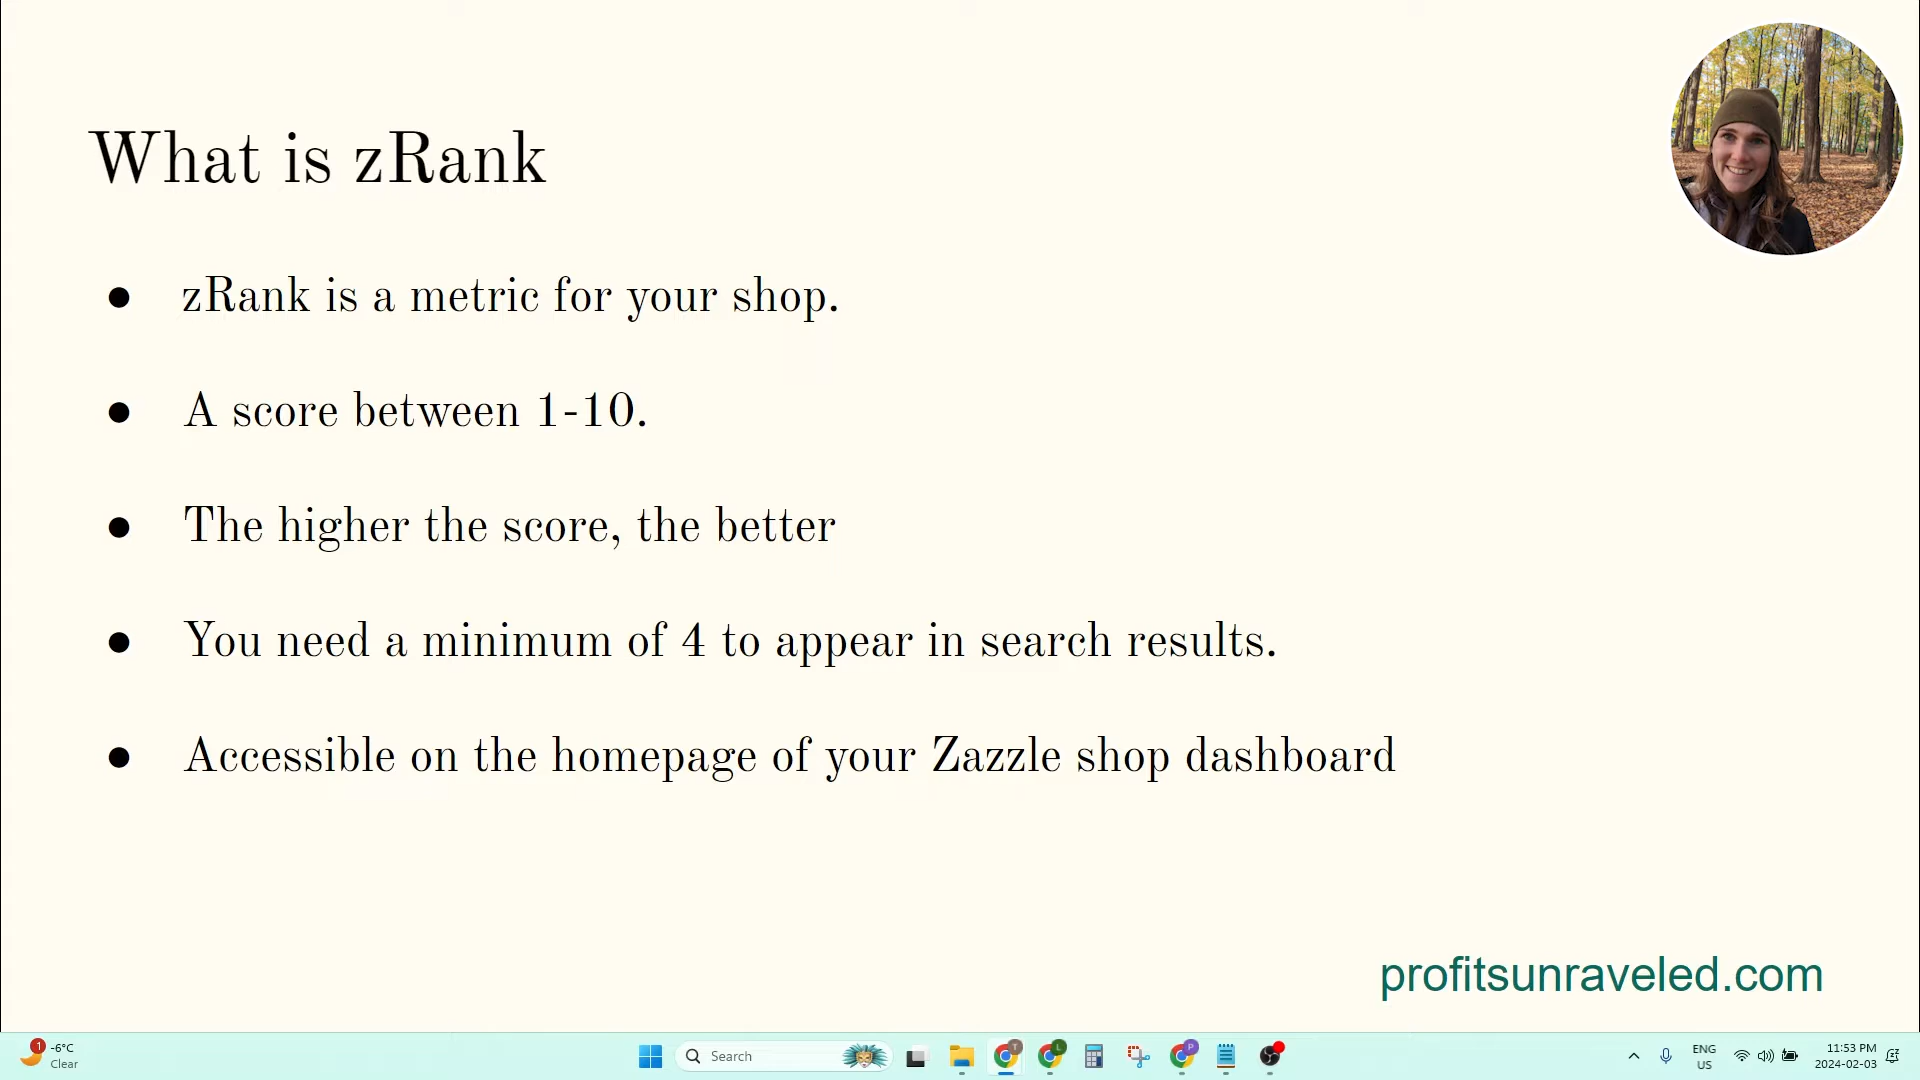 What is zRank
● zRank is a metric for your shop.
● A score between 1-10.
● The higher the score, the better
● You need a minimum of 4 to appear in search results.
● Accessible on the homepage of your Zazzle shop dashboard
profitsunraveled.com
1
-6°C
Clear
Search
T
L
P
ENG
US
11:53 PM
2024-02-03